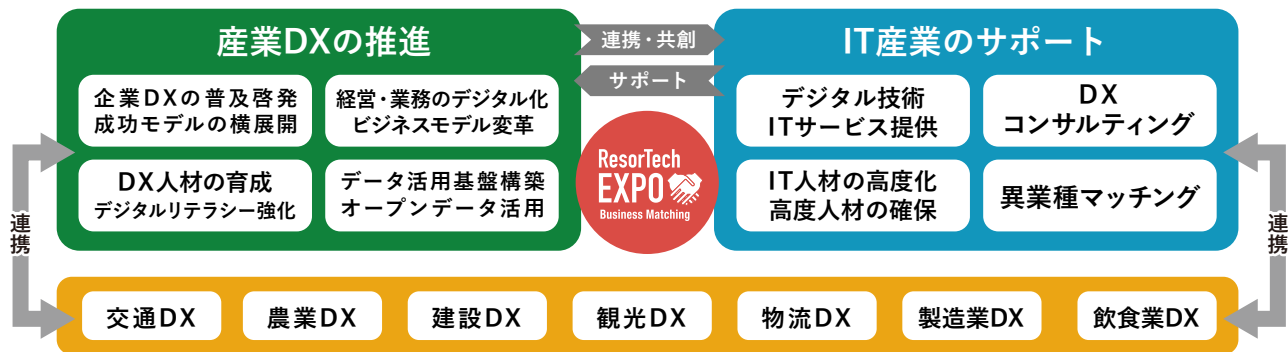 産業DXの推進
企業DXの普及啓発
成功モデルの横展開
経営・業務のデジタル化
ビジネスモデル変革
DX人材の育成
デジタルリテラシー強化
データ活用基盤構築
オープンデータ活用
連携・共創
サポート
ResorTech
EXPO
Business Matching
IT産業のサポート
デジタル技術
ITサービス提供
DX
コンサルティング
IT人材の高度化
高度人材の確保
異業種マッチング
連携
連携
交通DX
農業DX
建設DX
観光DX
物流DX
製造業DX
飲食業DX